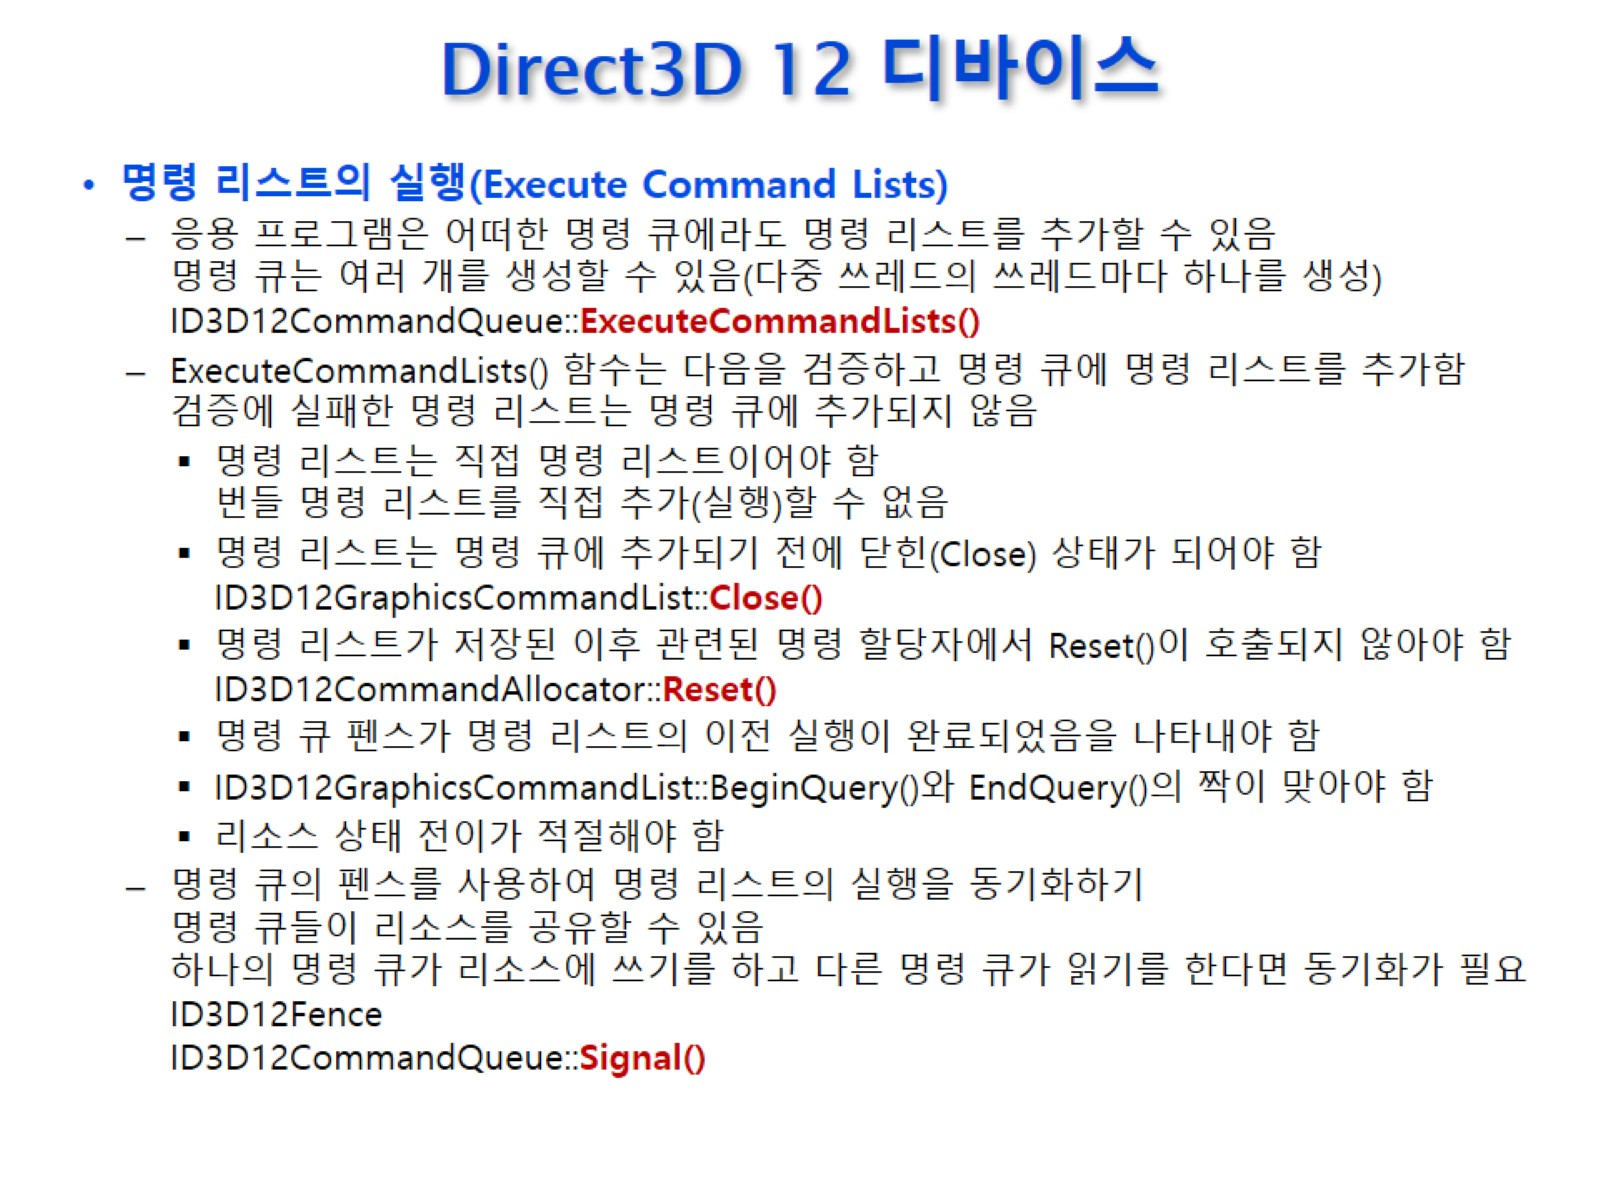 Direct3D 12 디바이스
• 명령 리스트의 실행(Execute Command Lists)
– 응용 프로그램은 어떠한 명령 큐에라도 명령 리스트를 추가할 수 있음
명령 큐는 여러 개를 생성할 수 있음(다중 쓰레드의 쓰레드마다 하나를 생성)
ID3D12CommandQueue::ExecuteCommandLists()
– ExecuteCommandLists() 함수는 다음을 검증하고 명령 큐에 명령 리스트를 추가함
검증에 실패한 명령 리스트는 명령 큐에 추가되지 않음
▪ 명령 리스트는 직접 명령 리스트이어야 함
번들 명령 리스트를 직접 추가(실행)할 수 없음
▪ 명령 리스트는 명령 큐에 추가되기 전에 닫힌(Close) 상태가 되어야 함
ID3D12GraphicsCommandList::Close()
▪ 명령 리스트가 저장된 이후 관련된 명령 할당자에서 Reset()이 호출되지 않아야 함
ID3D12CommandAllocator::Reset()
▪ 명령 큐 펜스가 명령 리스트의 이전 실행이 완료되었음을 나타내야 함
▪ ID3D12GraphicsCommandList::BeginQuery()와 EndQuery()의 짝이 맞아야 함
▪ 리소스 상태 전이가 적절해야 함
– 명령 큐의 펜스를 사용하여 명령 리스트의 실행을 동기화하기
명령 큐들이 리소스를 공유할 수 있음
하나의 명령 큐가 리소스에 쓰기를 하고 다른 명령 큐가 읽기를 한다면 동기화가 필요
ID3D12Fence
ID3D12CommandQueue::Signal()